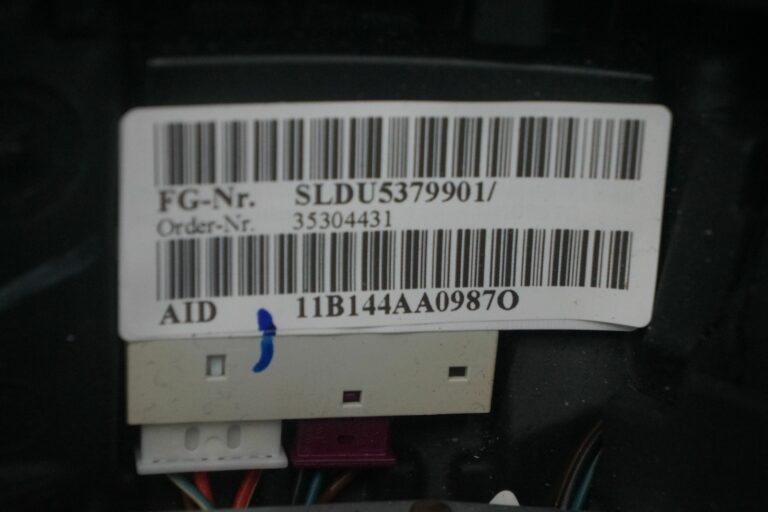 FG-Nr. SLDU5379901/
Order-Nr. 35304431
AID 11B144AA0987O